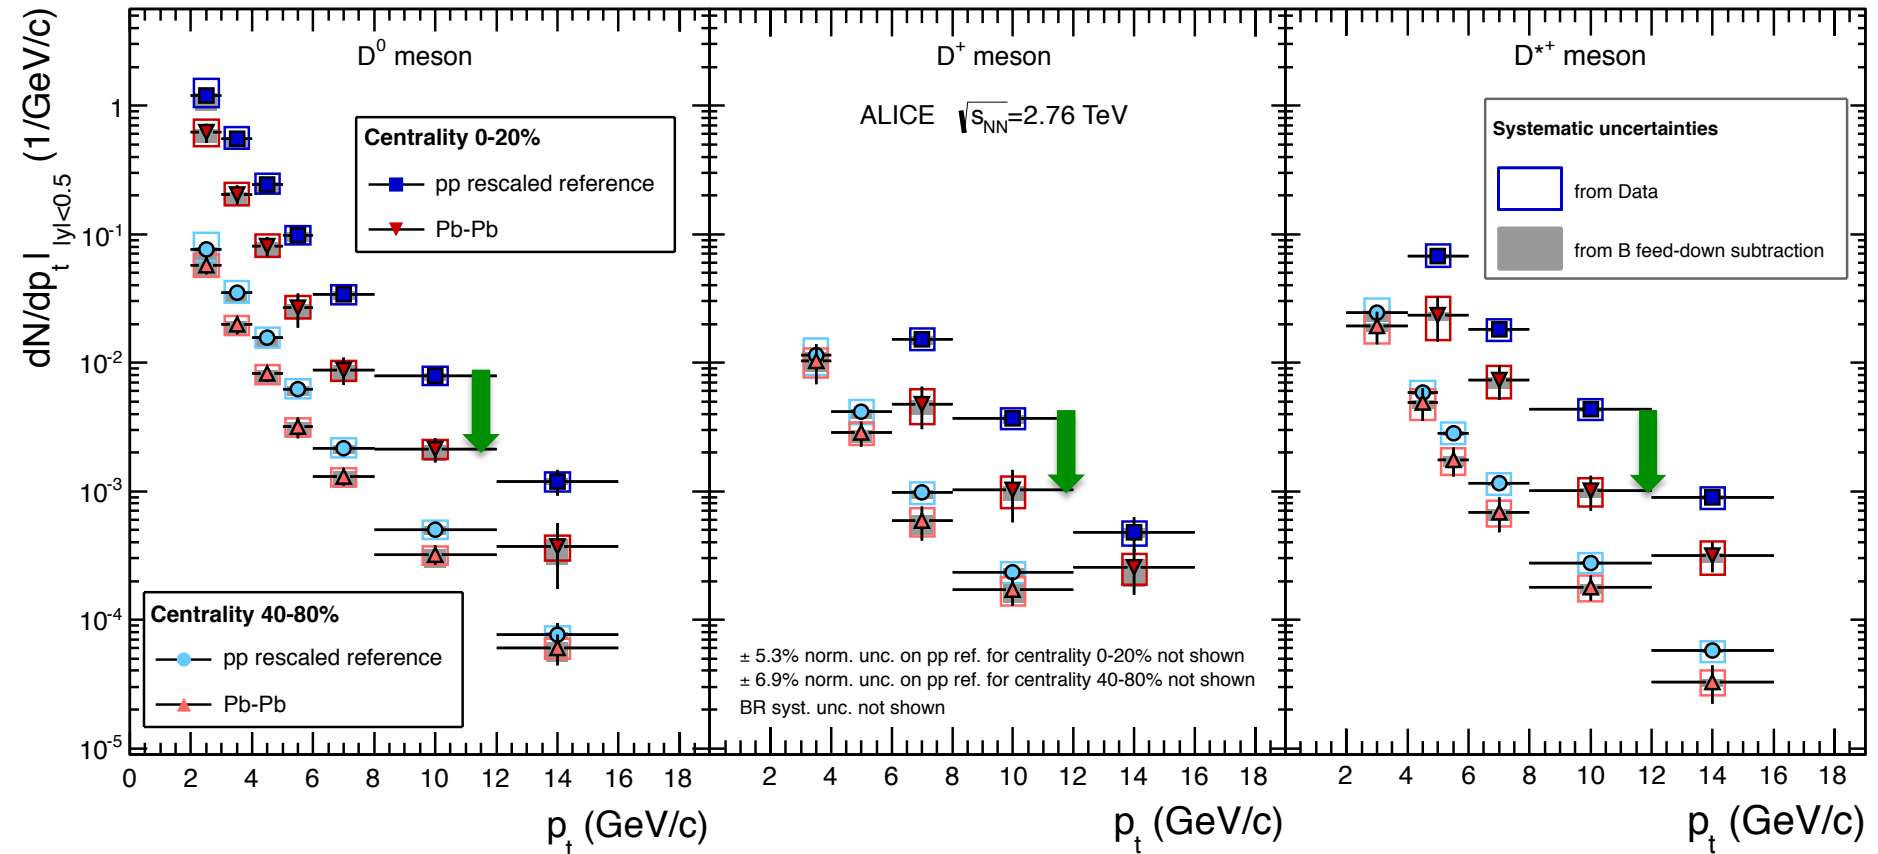 D⁰ meson
D⁺ meson
D*⁺ meson
dN/dp_t | |y|<0.5 (1/GeV/c)
ALICE √s_NN=2.76 TeV
Centrality 0-20%
pp rescaled reference
Pb-Pb
Systematic uncertainties
from Data
from B feed-down subtraction
Centrality 40-80%
pp rescaled reference
Pb-Pb
± 5.3% norm. unc. on pp ref. for centrality 0-20% not shown
± 6.9% norm. unc. on pp ref. for centrality 40-80% not shown
BR syst. unc. not shown
1
10⁻¹
10⁻²
10⁻³
10⁻⁴
10⁻⁵
0 2 4 6 8 10 12 14 16 18
2 4 6 8 10 12 14 16 18
2 4 6 8 10 12 14 16 18
p_t (GeV/c)
p_t (GeV/c)
p_t (GeV/c)